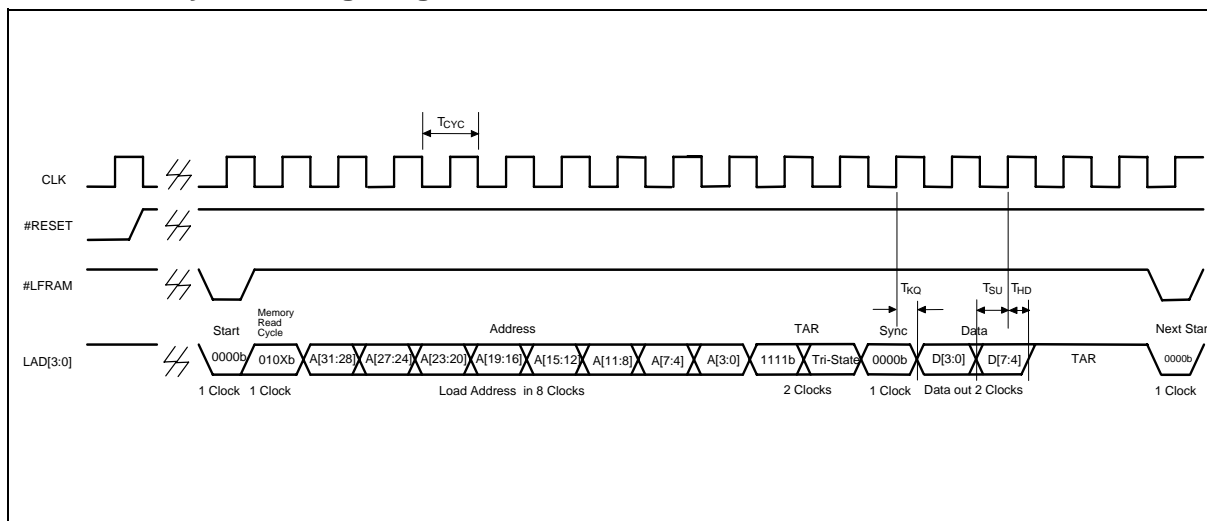 TCYC
CLK
#RESET
#LFRAM
TKQ TSU THD
Start Memory Read Cycle Address TAR Sync Data Next Start
LAD[3:0] 0000b 010Xb A[31:28] A[27:24] A[23:20] A[19:16] A[15:12] A[11:8] A[7:4] A[3:0] 1111b Tri-State 0000b D[3:0] D[7:4] TAR 0000b
1 Clock 1 Clock Load Address in 8 Clocks 2 Clocks 1 Clock Data out 2 Clocks 1 Clock